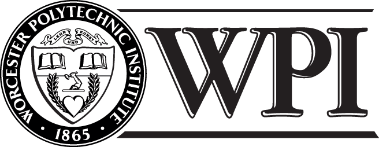 WORCESTER POLYTECHNIC INSTITUTE
· 1865 ·
WPI